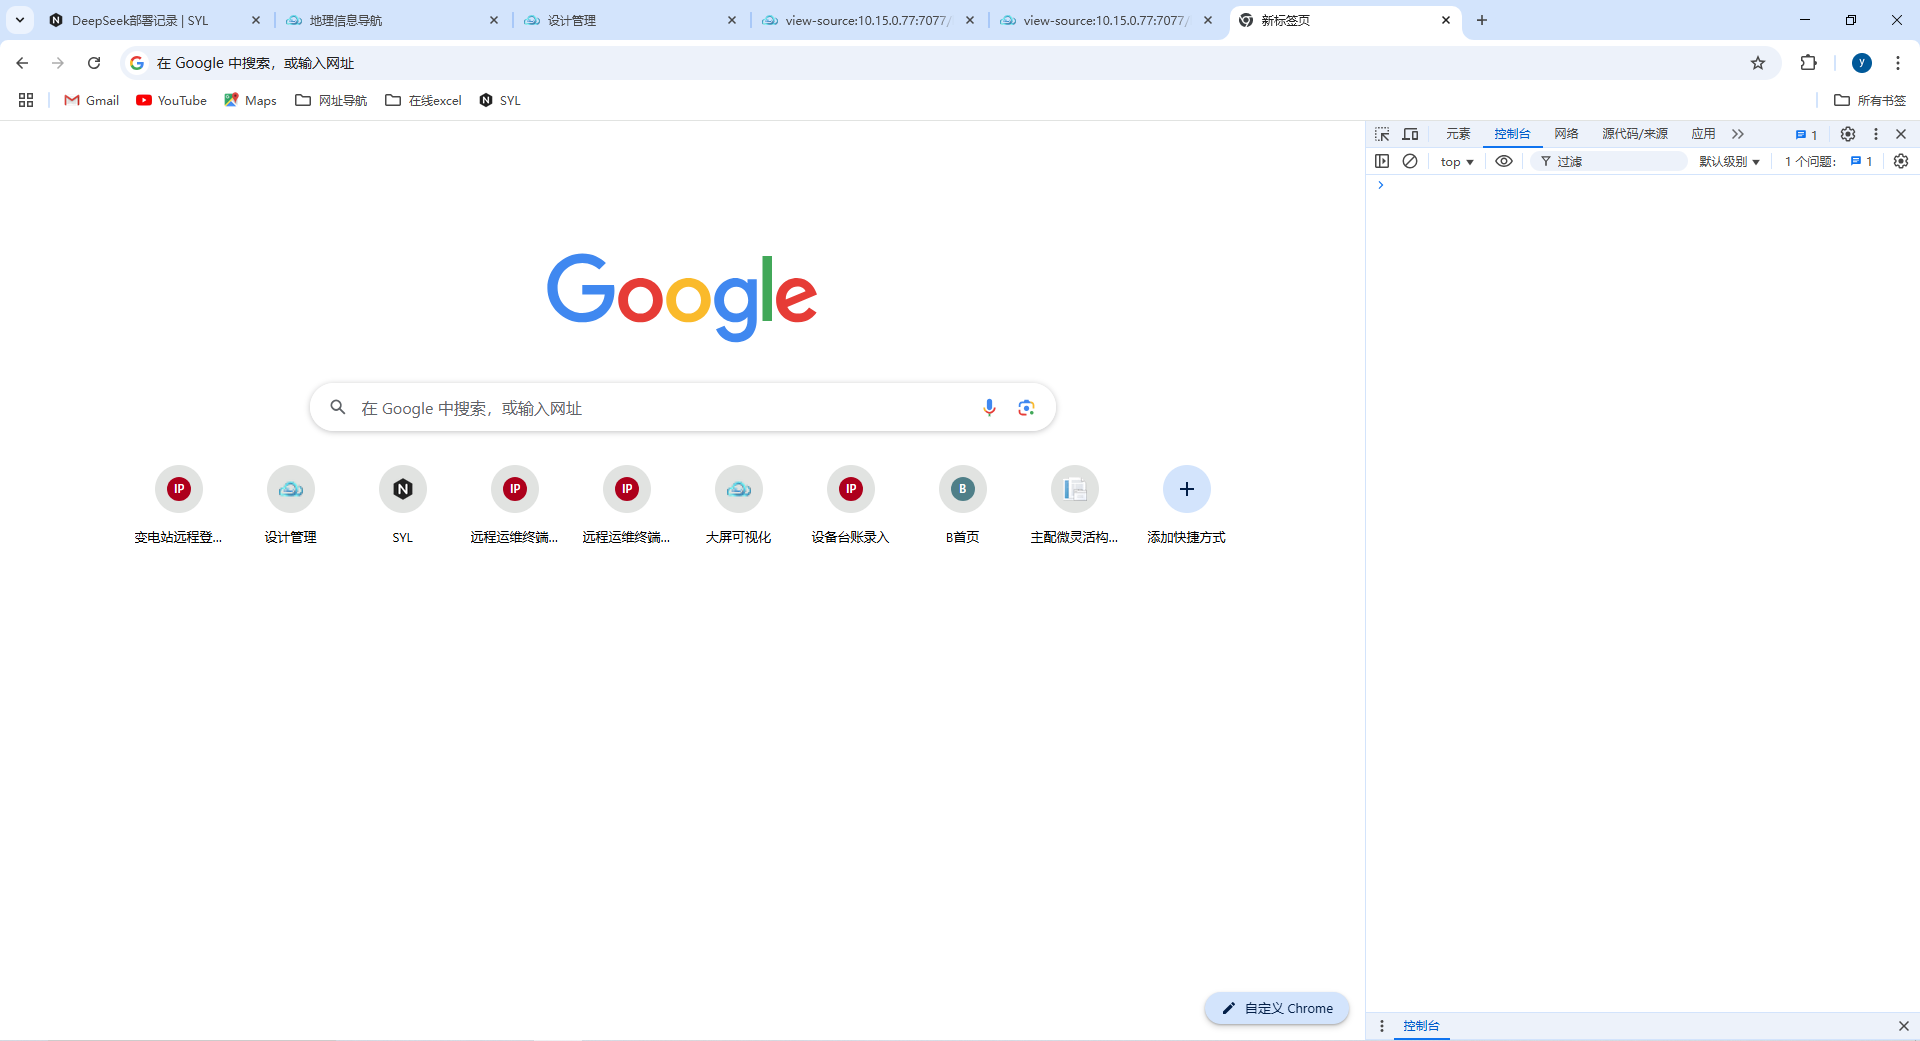 DeepSeek部署记录 | SYL
地理信息导航
设计管理
view-source:10.15.0.77:7077/
view-source:10.15.0.77:7077/
新标签页
在 Google 中搜索，或输入网址
y
Gmail
YouTube
Maps
网址导航
在线excel
SYL
所有书签
元素
控制台
网络
源代码/来源
应用
1
top
过滤
默认级别
1 个问题：
1
Google
在 Google 中搜索，或输入网址
IP
IP
IP
IP
B
变电站远程登...
设计管理
SYL
远程运维终端...
远程运维终端...
大屏可视化
设备台账录入
B首页
主配微灵活构...
添加快捷方式
自定义 Chrome
控制台